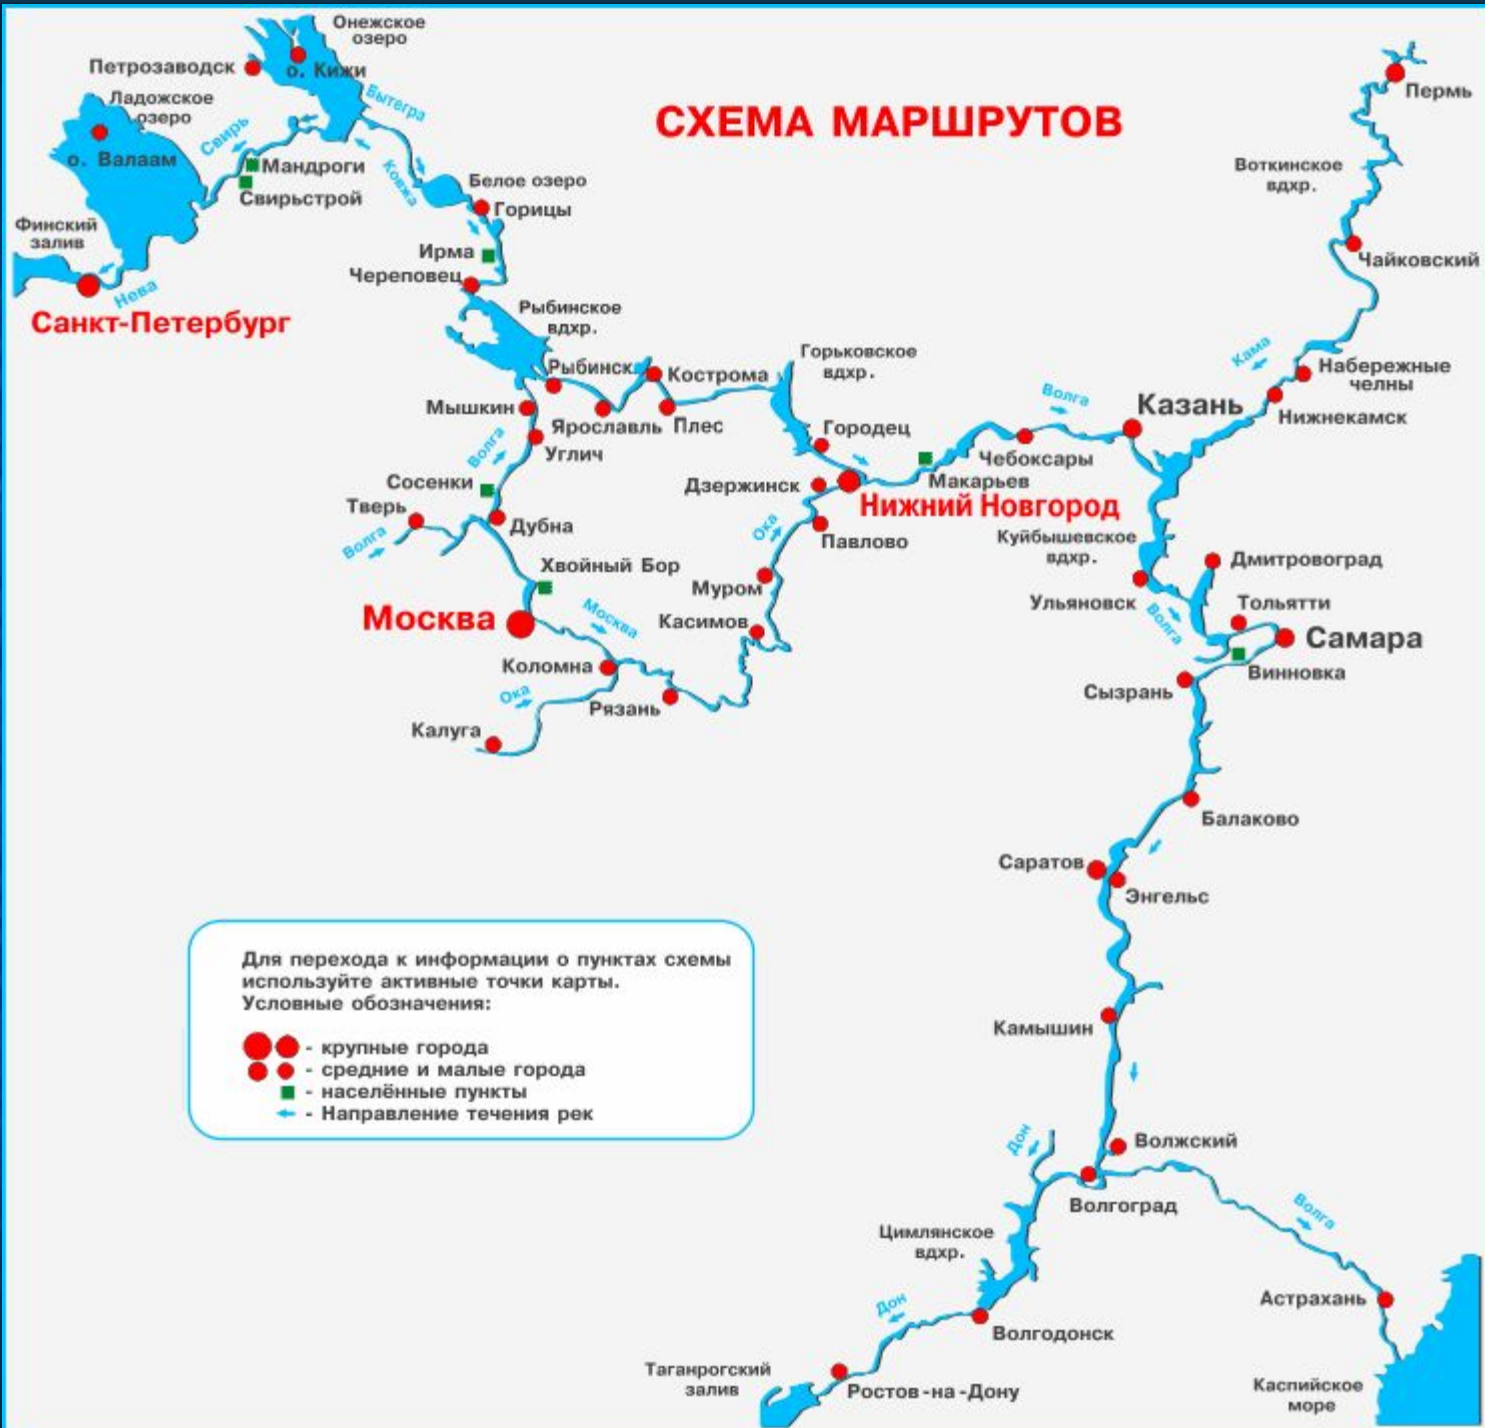 Онежское
озеро
Петрозаводск
о. Кижи
Ладожское
озеро
Вытегра
СХЕМА МАРШРУТОВ
Пермь
Свирь
о. Валаам
Мандроги
Ковжа
Белое озеро
Воткинское
вдхр.
Свирьстрой
Горицы
Финский
залив
Ирма
Чайковский
Череповец
Нева
Санкт-Петербург
Рыбинское
вдхр.
Горьковское
вдхр.
Кама
Рыбинск
Кострома
Набережные
челны
Мышкин
Волга
Казань
Нижнекамск
Ярославль
Плес
Городец
Волга
Углич
Чебоксары
Сосенки
Дзержинск
Макарьев
Тверь
Нижний Новгород
Дубна
Волга
Ока
Павлово
Куйбышевское
вдхр.
Хвойный Бор
Дмитровоград
Муром
Ульяновск
Тольятти
Москва
Москва
Касимов
Волга
Самара
Коломна
Винновка
Ока
Рязань
Сызрань
Калуга
Балаково
Саратов
Энгельс
Для перехода к информации о пунктах схемы
используйте активные точки карты.
Условные обозначения:
- крупные города
- средние и малые города
- населённые пункты
- Направление течения рек
Камышин
Дон
Волжский
Волгоград
Волга
Цимлянское
вдхр.
Астрахань
Дон
Волгодонск
Таганрогский
залив
Ростов-на-Дону
Каспийское
море